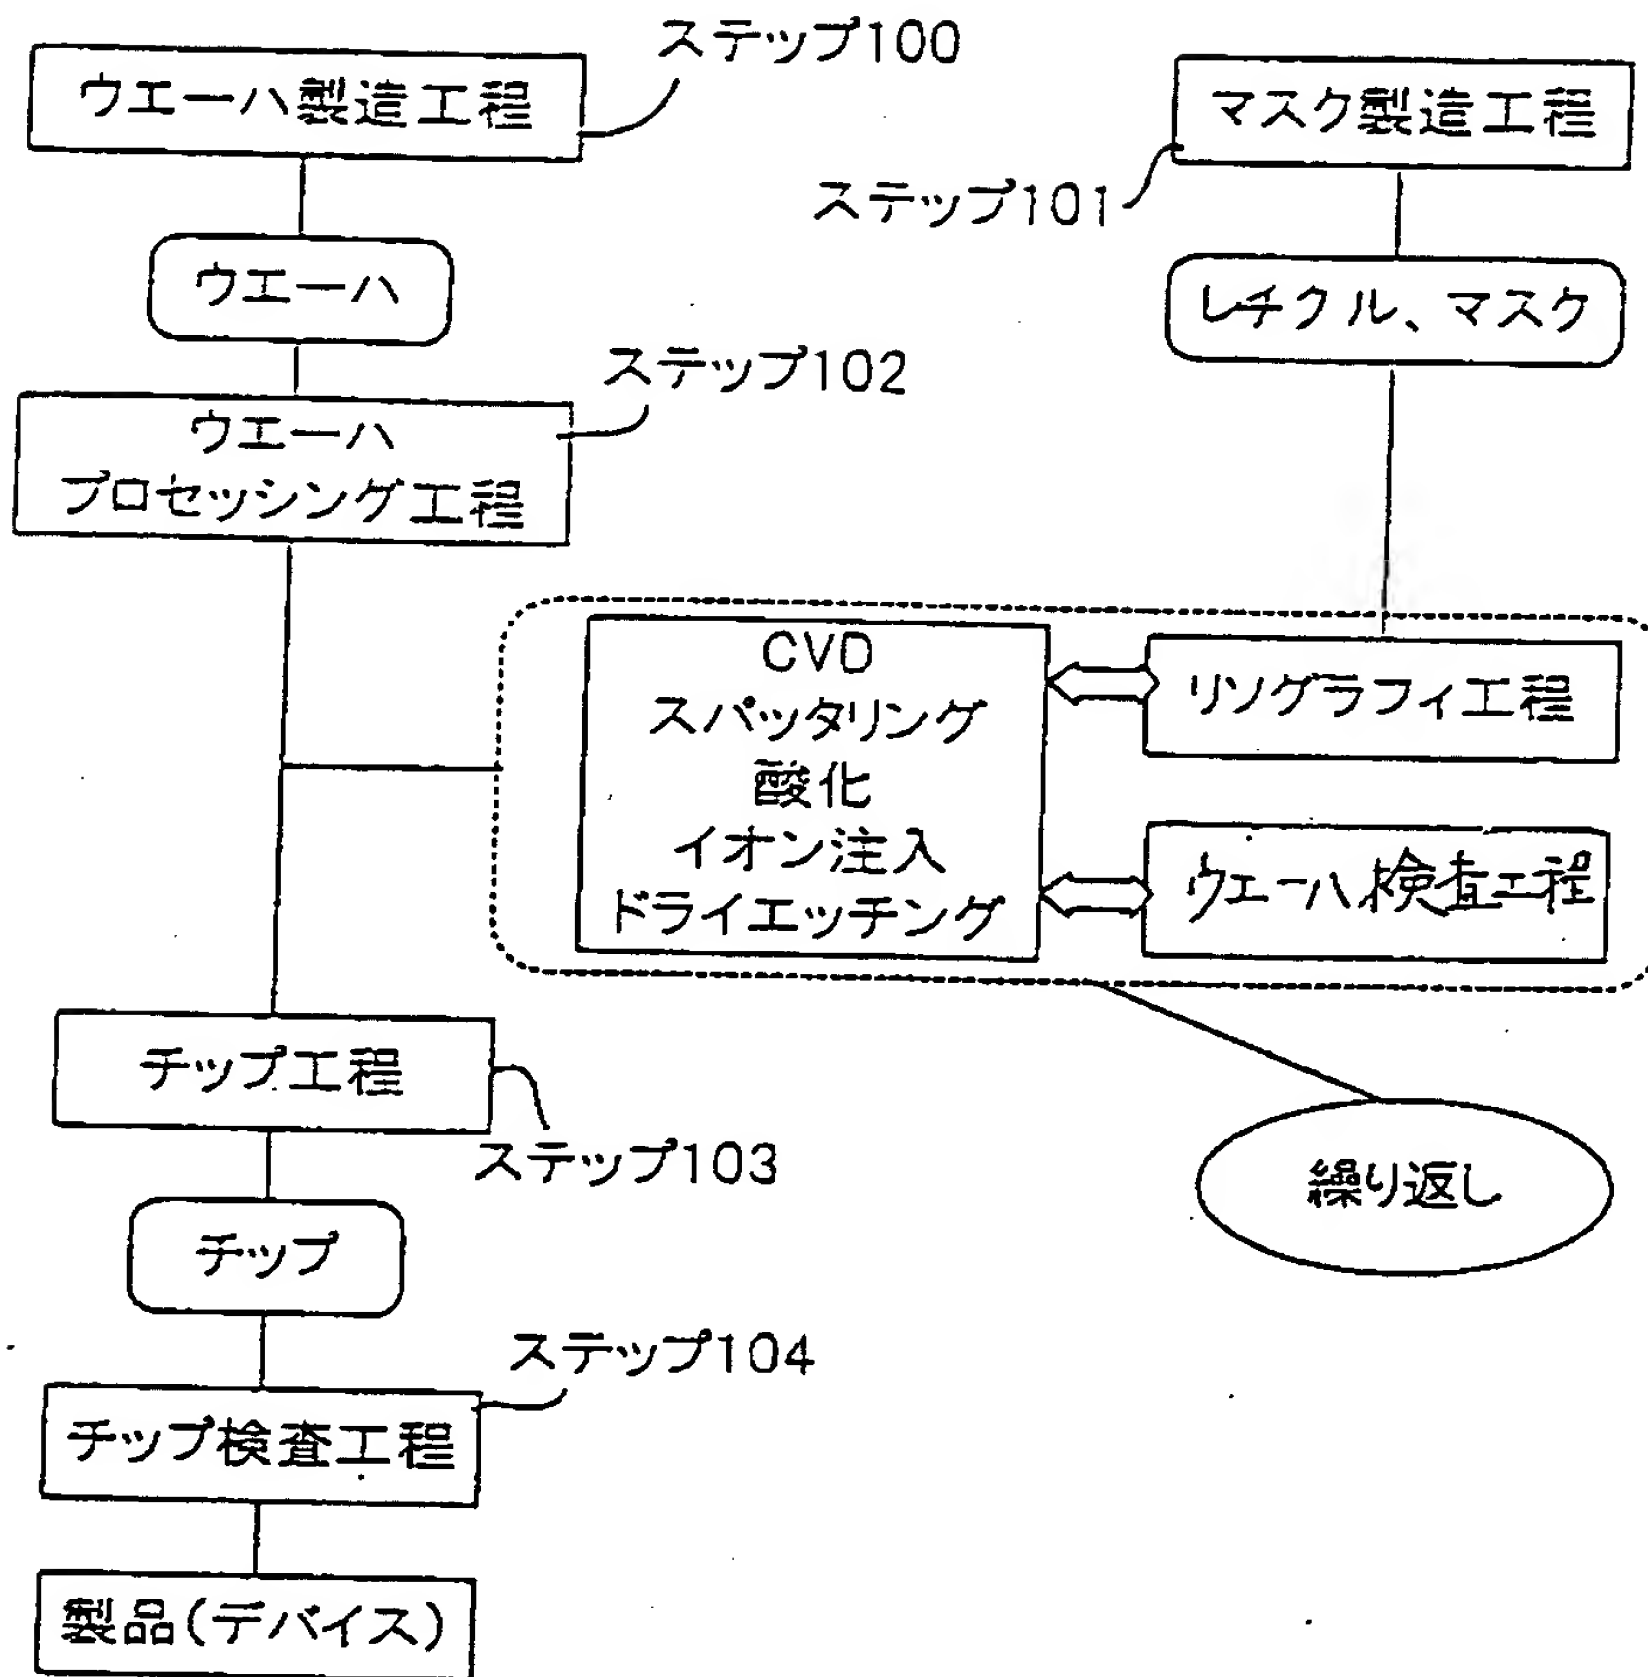 ステップ100
ウエーハ製造工程
マスク製造工程
ステップ101
ウエーハ
レチクル、マスク
ステップ102
ウエーハ
プロセッシング工程
CVD
スパッタリング
酸化
イオン注入
ドライエッチング
リソグラフィ工程
ウエーハ検査工程
チップ工程
ステップ103
繰り返し
チップ
ステップ104
チップ検査工程
製品(デバイス)